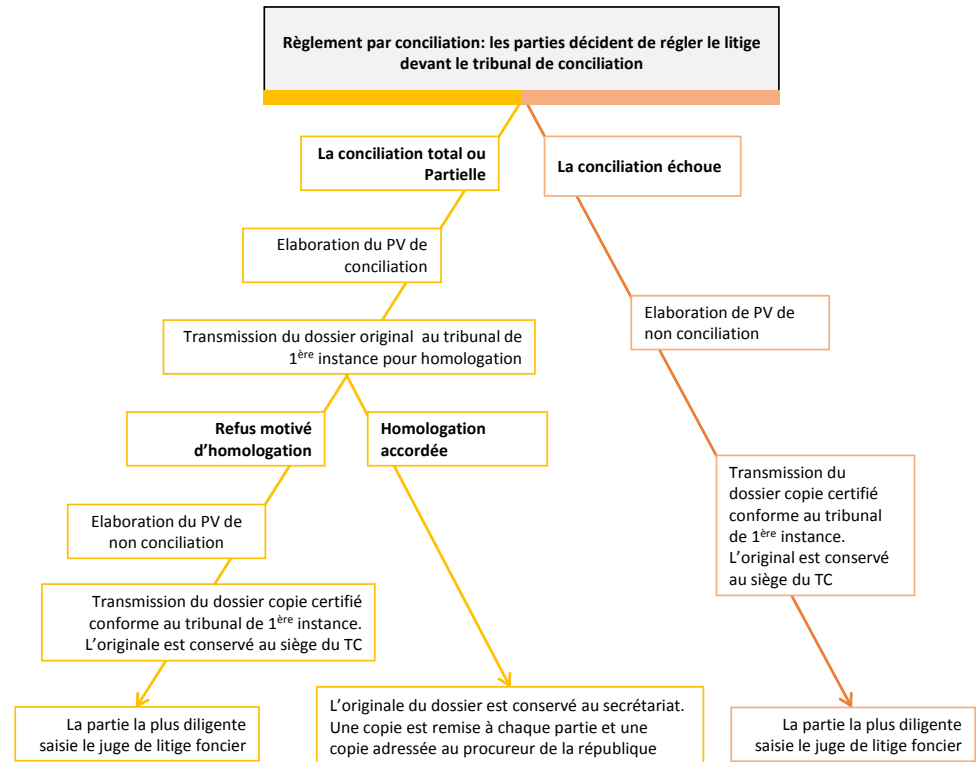 Règlement par conciliation: les parties décident de régler le litige
devant le tribunal de conciliation
La conciliation total ou
Partielle
La conciliation échoue
Elaboration du PV de
conciliation
Elaboration de PV de
non conciliation
Transmission du dossier original au tribunal de
1ère instance pour homologation
Refus motivé
d’homologation
Homologation
accordée
Transmission du
dossier copie certifié
conforme au tribunal
de 1ère instance.
L’original est conservé
au siège du TC
Elaboration du PV de
non conciliation
Transmission du dossier copie certifié
conforme au tribunal de 1ère instance.
L’originale est conservé au siège du TC
La partie la plus diligente
saisie le juge de litige foncier
L’originale du dossier est conservé au secrétariat.
Une copie est remise à chaque partie et une
copie adressée au procureur de la république
La partie la plus diligente
saisie le juge de litige foncier